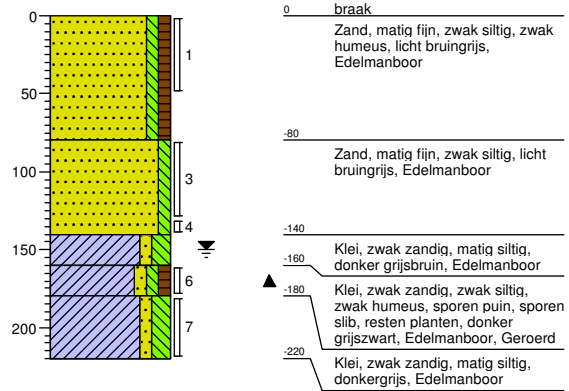 0
50
100
150
200
1
3
4
6
7
0 braak
Zand, matig fijn, zwak siltig, zwak
humeus, licht bruingrijs,
Edelmanboor
-80
Zand, matig fijn, zwak siltig, licht
bruingrijs, Edelmanboor
-140
Klei, zwak zandig, matig siltig,
donker grijsbruin, Edelmanboor
-160
Klei, zwak zandig, zwak siltig,
zwak humeus, sporen puin, sporen
slib, resten planten, donker
grijszwart, Edelmanboor, Geroerd
-180
Klei, zwak zandig, matig siltig,
donkergrijs, Edelmanboor
-220